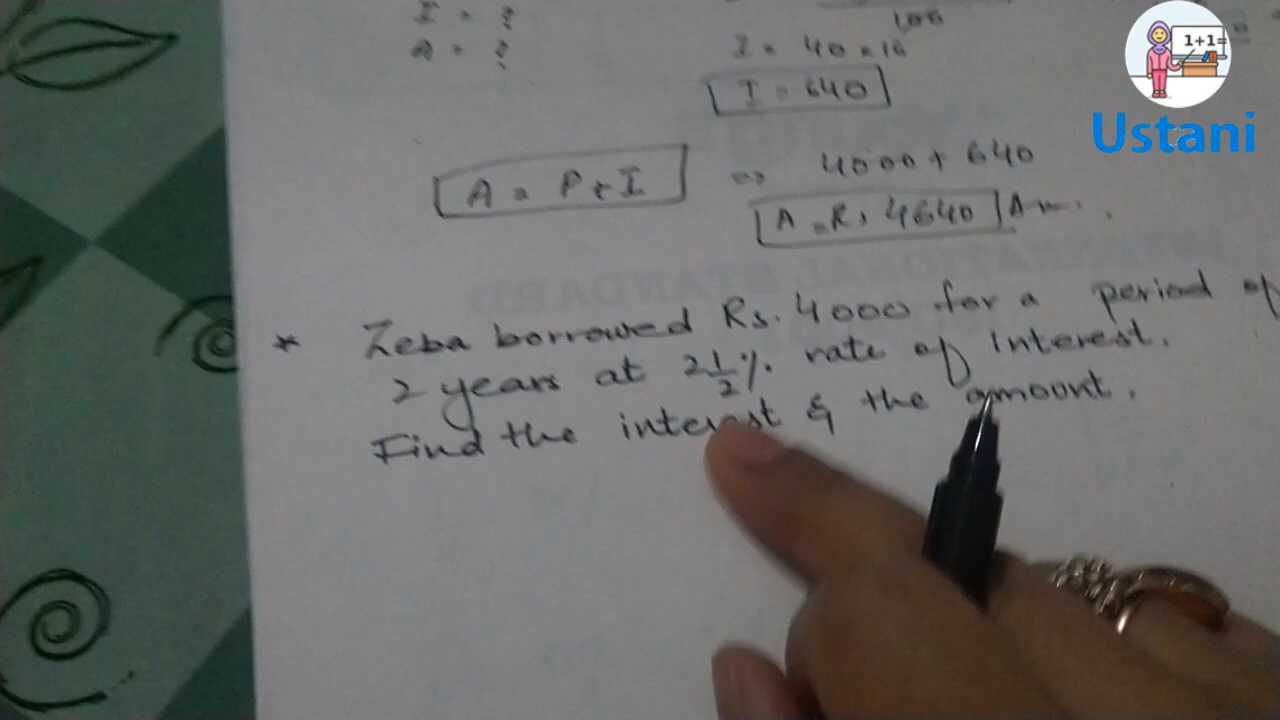 I = ?
A = ?
100
I = 40 × 16
I = 640
A = P + I ⇒ 4000 + 640
A = Rs 4640 Ans.
* Zeba borrowed Rs. 4000 for a period of
2 years at 2 1/2 % rate of interest.
Find the interest & the amount.
1+1=
Ustani